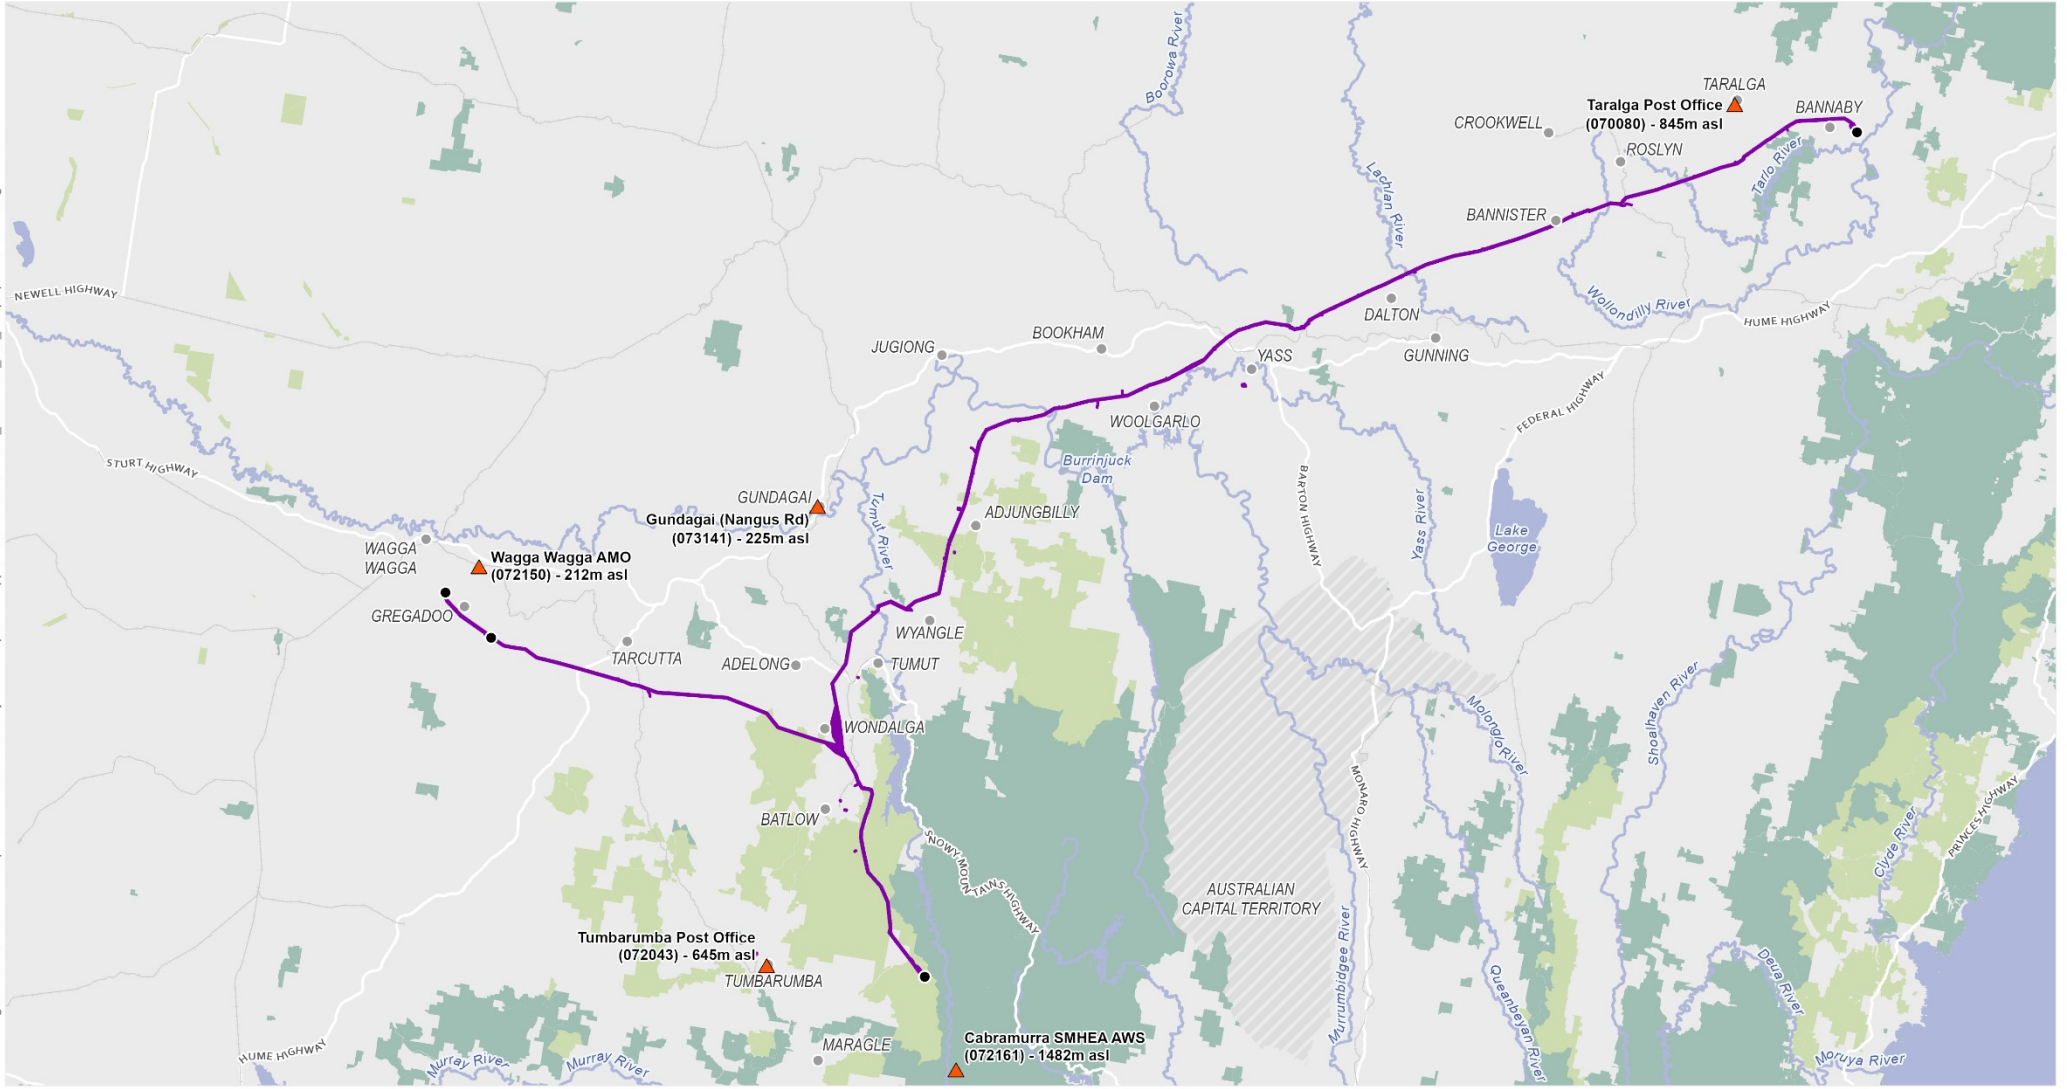 Boorowa River
TARALGA
Taralga Post Office
(070080) - 845m asl
BANNABY
CROOKWELL
ROSLYN
Tarlo River
Lachlan River
BANNISTER
NEWELL HIGHWAY
Wollondilly River
HUME HIGHWAY
DALTON
BOOKHAM
JUGIONG
YASS
GUNNING
FEDERAL HIGHWAY
WOOLGARLO
STURT HIGHWAY
Burrinjuck
Dam
BARTON HIGHWAY
Yass River
GUNDAGAI
Gundagai (Nangus Rd)
(073141) - 225m asl
Tumut River
ADJUNGBILLY
Lake
George
WAGGA
WAGGA
Wagga Wagga AMO
(072150) - 212m asl
GREGADOO
WYANGLE
TARCUTTA
ADELONG
TUMUT
Molonglo River
Shoalhaven River
WONDALGA
MONARO HIGHWAY
BATLOW
SNOWY MOUNTAINS HIGHWAY
PRINCES HIGHWAY
Clyde River
AUSTRALIAN
CAPITAL TERRITORY
Murrumbidgee River
Tumbarumba Post Office
(072043) - 645m asl
TUMBARUMBA
Queanbeyan River
Deua River
HUME HIGHWAY
Murray River
Murray River
MARAGLE
Cabramurra SMHEA AWS
(072161) - 1482m asl
Moruya River